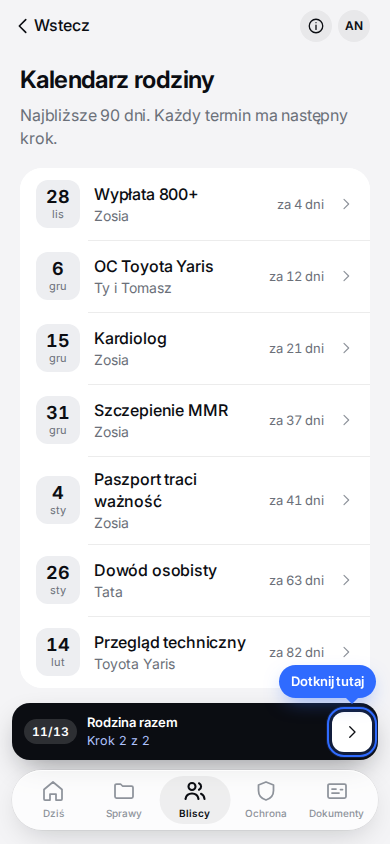 Wstecz
AN
Kalendarz rodziny
Najbliższe 90 dni. Każdy termin ma następny
krok.
28
lis
Wypłata 800+
Zosia
za 4 dni
6
gru
OC Toyota Yaris
Ty i Tomasz
za 12 dni
15
gru
Kardiolog
Zosia
za 21 dni
31
gru
Szczepienie MMR
Zosia
za 37 dni
4
sty
Paszport traci
ważność
Zosia
za 41 dni
26
sty
Dowód osobisty
Tata
za 63 dni
14
lut
Przegląd techniczny
Toyota Yaris
za 82 dni
Dotknij tutaj
11/13
Rodzina razem
Krok 2 z 2
Dziś
Sprawy
Bliscy
Ochrona
Dokumenty